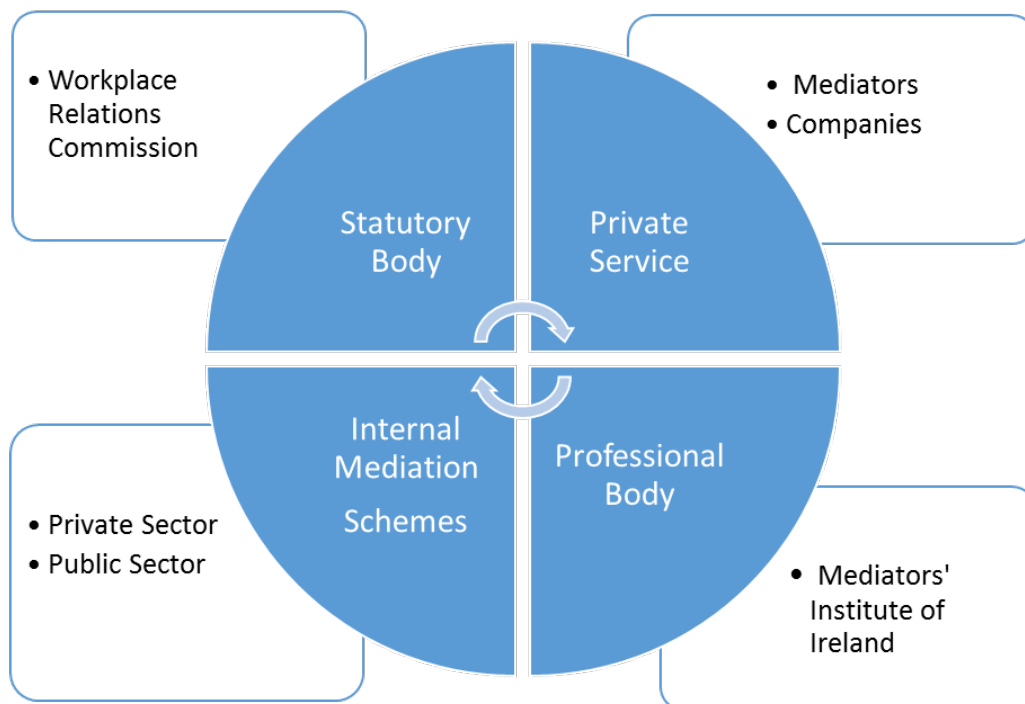 • Workplace
Relations
Commission
• Mediators
• Companies
Statutory
Body
Private
Service
Internal
Mediation
Schemes
Professional
Body
• Private Sector
• Public Sector
• Mediators'
Institute of
Ireland